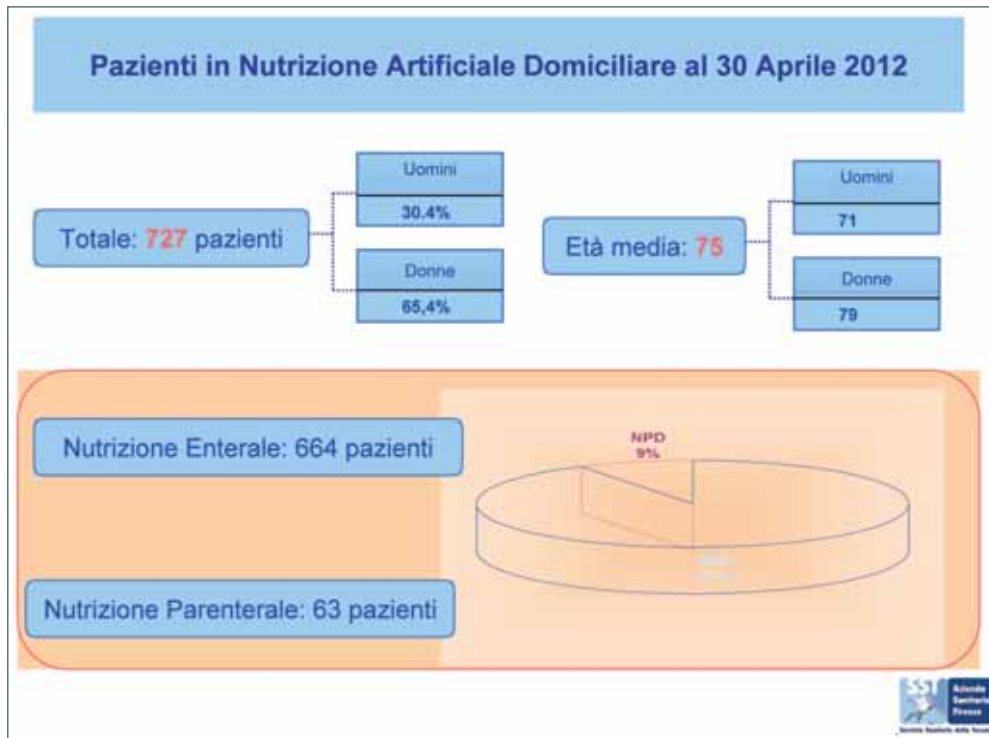 Pazienti in Nutrizione Artificiale Domiciliare al 30 Aprile 2012
Totale: 727 pazienti
Uomini
30.4%
Donne
65,4%
Età media: 75
Uomini
71
Donne
79
Nutrizione Enterale: 664 pazienti
NPD
9%
Nutrizione Parenterale: 63 pazienti
SST
Azienda
Sanitaria
Firenze